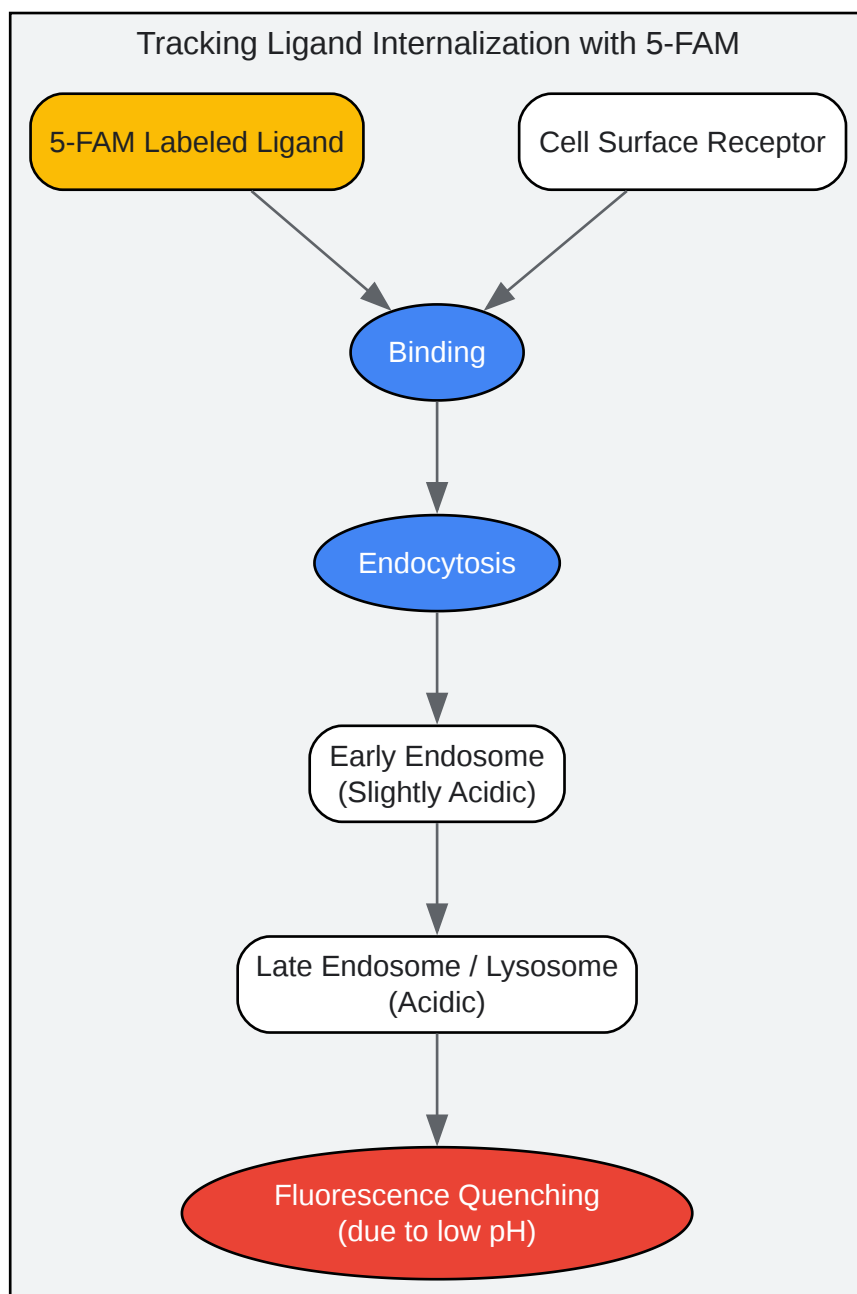 Tracking Ligand Internalization with 5-FAM
5-FAM Labeled Ligand
Cell Surface Receptor
Binding
Endocytosis
Early Endosome
(Slightly Acidic)
Late Endosome / Lysosome
(Acidic)
Fluorescence Quenching
(due to low pH)